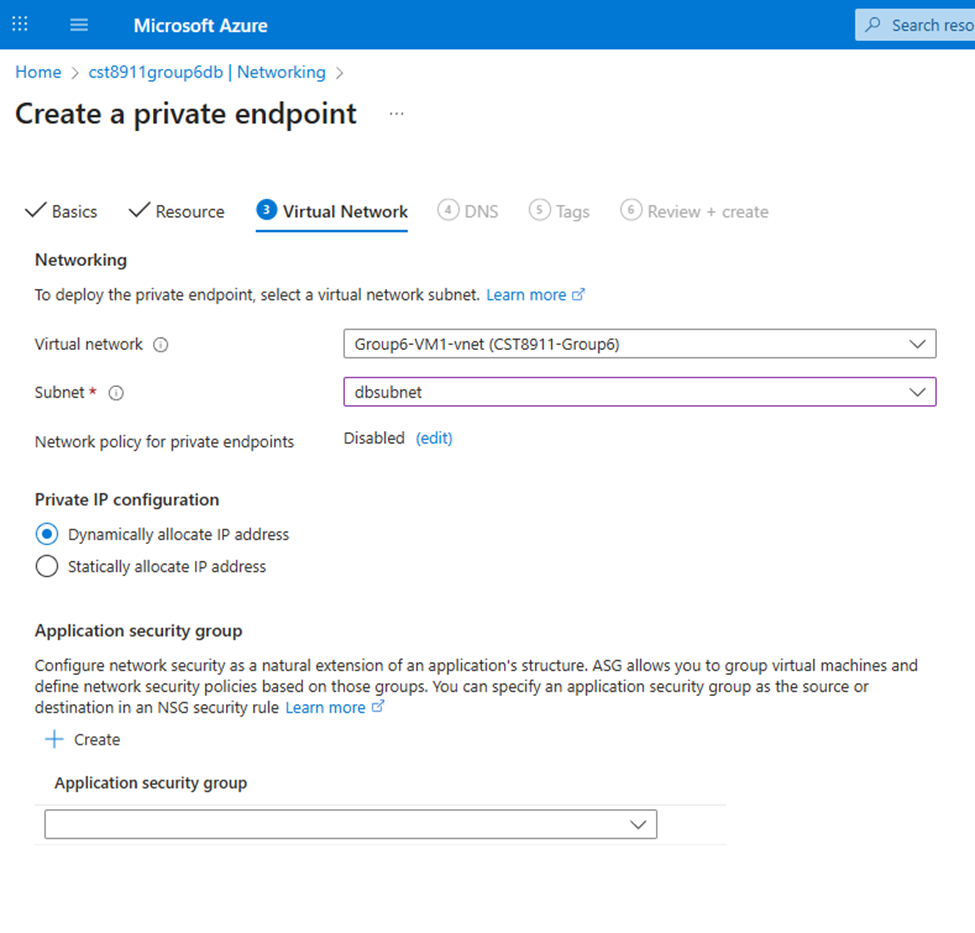 Microsoft Azure
Search reso
Home > cst8911group6db | Networking >
Create a private endpoint ...
Basics Resource 3 Virtual Network 4 DNS 5 Tags 6 Review + create
Networking
To deploy the private endpoint, select a virtual network subnet. Learn more
Virtual network Group6-VM1-vnet (CST8911-Group6)
Subnet * dbsubnet
Network policy for private endpoints Disabled (edit)
Private IP configuration
Dynamically allocate IP address
Statically allocate IP address
Application security group
Configure network security as a natural extension of an application's structure. ASG allows you to group virtual machines and
define network security policies based on those groups. You can specify an application security group as the source or
destination in an NSG security rule Learn more
+ Create
Application security group